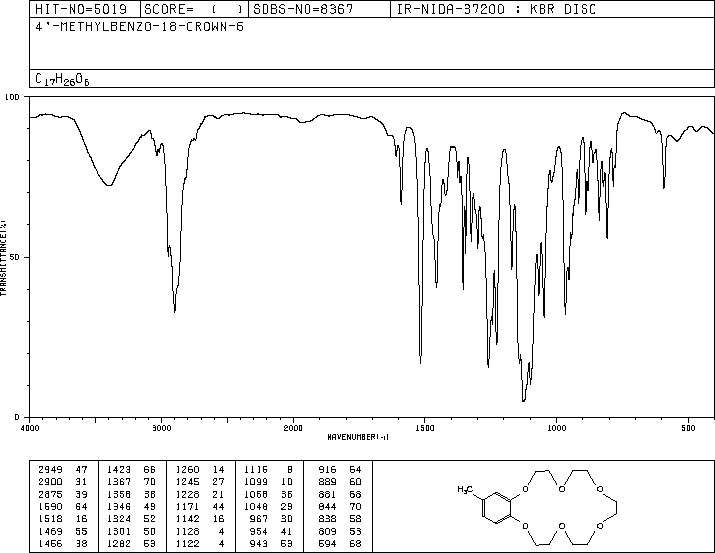 HIT-NO=5019 SCORE= ( ) SDBS-NO=8367 IR-NIDA-37200 : KBR DISC
4'-METHYLBENZO-18-CROWN-6
C17H26O6
100
50
0
TRANSMITTANCE(%)
4000 3000 2000 1500 1000 500
WAVENUMBER(-1)
2949 47 1423 66 1260 14 1116 8 916 64
2900 31 1367 70 1245 27 1099 10 889 60
2875 39 1358 38 1228 21 1068 36 881 68
1590 64 1346 49 1171 44 1048 29 844 70
1518 16 1324 52 1142 16 967 30 838 58
1469 55 1301 50 1128 4 954 41 809 53
1456 38 1282 53 1122 4 943 53 594 68
H3C
O O
O
O O
O